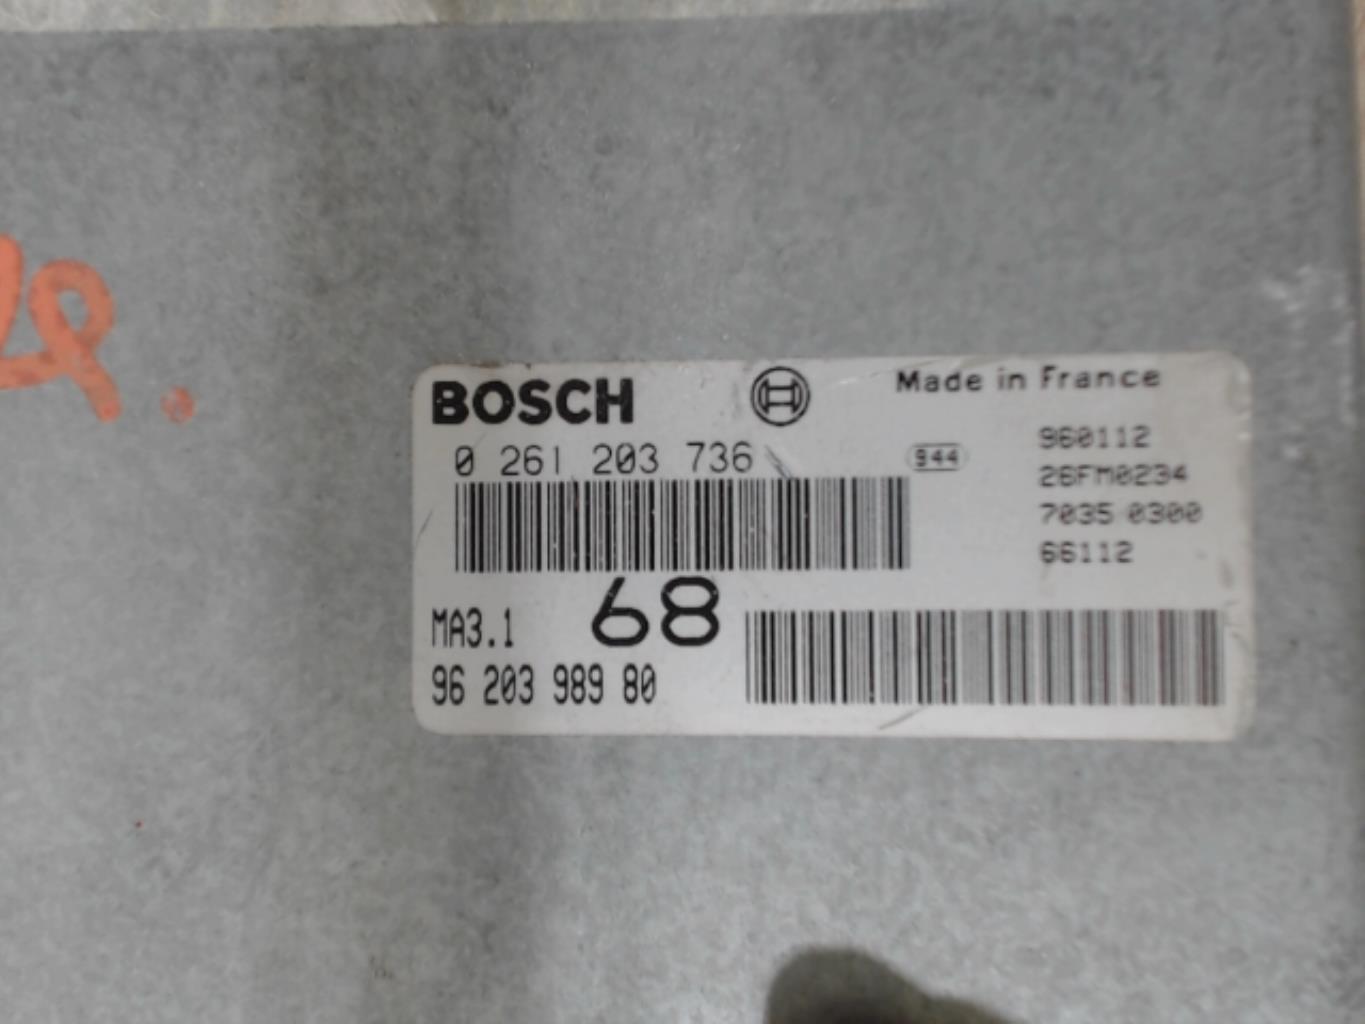 BOSCH
Made in France
0 261 203 736
944
960112
26FM0234
7035 0300
66112
MA3.1
68
96 203 989 80